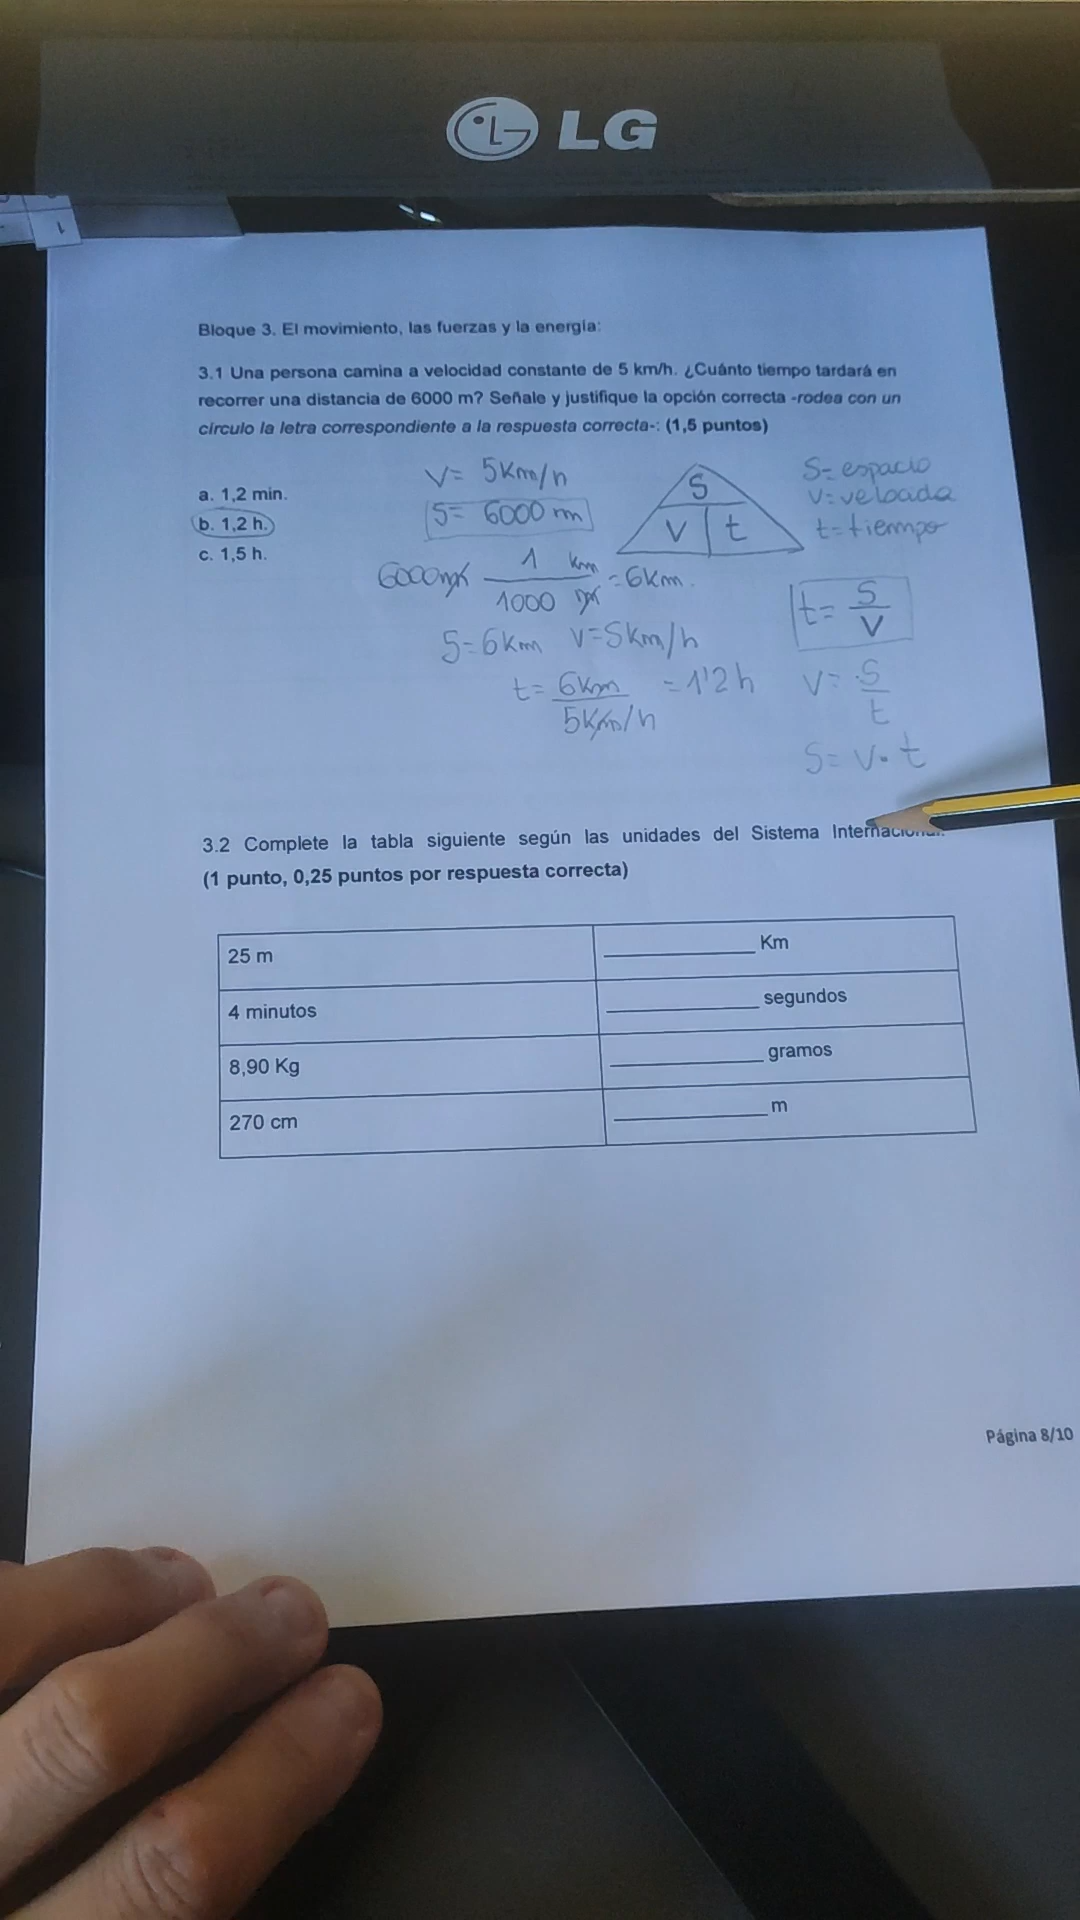 LG
Bloque 3. El movimiento, las fuerzas y la energía:
3.1 Una persona camina a velocidad constante de 5 km/h. ¿Cuánto tiempo tardará en
recorrer una distancia de 6000 m? Señale y justifique la opción correcta -rodea con un
círculo la letra correspondiente a la respuesta correcta-: (1,5 puntos)
a. 1,2 min.
b. 1,2 h.
c. 1,5 h.
V= 5Km/h
S= 6000 m
S
V t
S= espacio
V= velocida
t= tiempo
6000 m 1 km / 1000 m = 6Km.
S=6Km V=5Km/h
t= 6Km / 5Km/h = 1'2 h
t= S / V
V= S / t
S= V. t
3.2 Complete la tabla siguiente según las unidades del Sistema Internacional.
(1 punto, 0,25 puntos por respuesta correcta)
25 m ____________ Km
4 minutos ____________ segundos
8,90 Kg ____________ gramos
270 cm ____________ m
Página 8/10